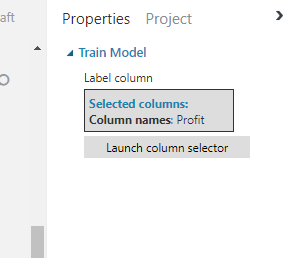 aft
Properties Project
Train Model
Label column
Selected columns:
Column names: Profit
Launch column selector